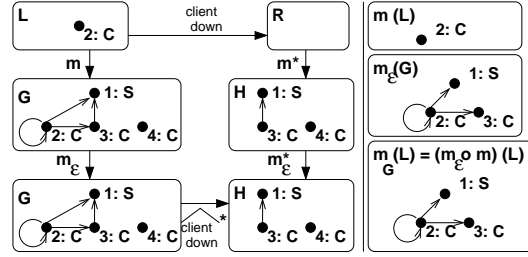 L
2: C
client
down
R
m
m*
G
1: S
2: C
3: C
4: C
H
1: S
3: C
4: C
mε
m*ε
G
1: S
2: C
3: C
4: C
client
down
*
H
1: S
3: C
4: C
m (L)
2: C
mε(G)
1: S
2: C
3: C
mG(L) = (mε o m) (L)
1: S
2: C
3: C